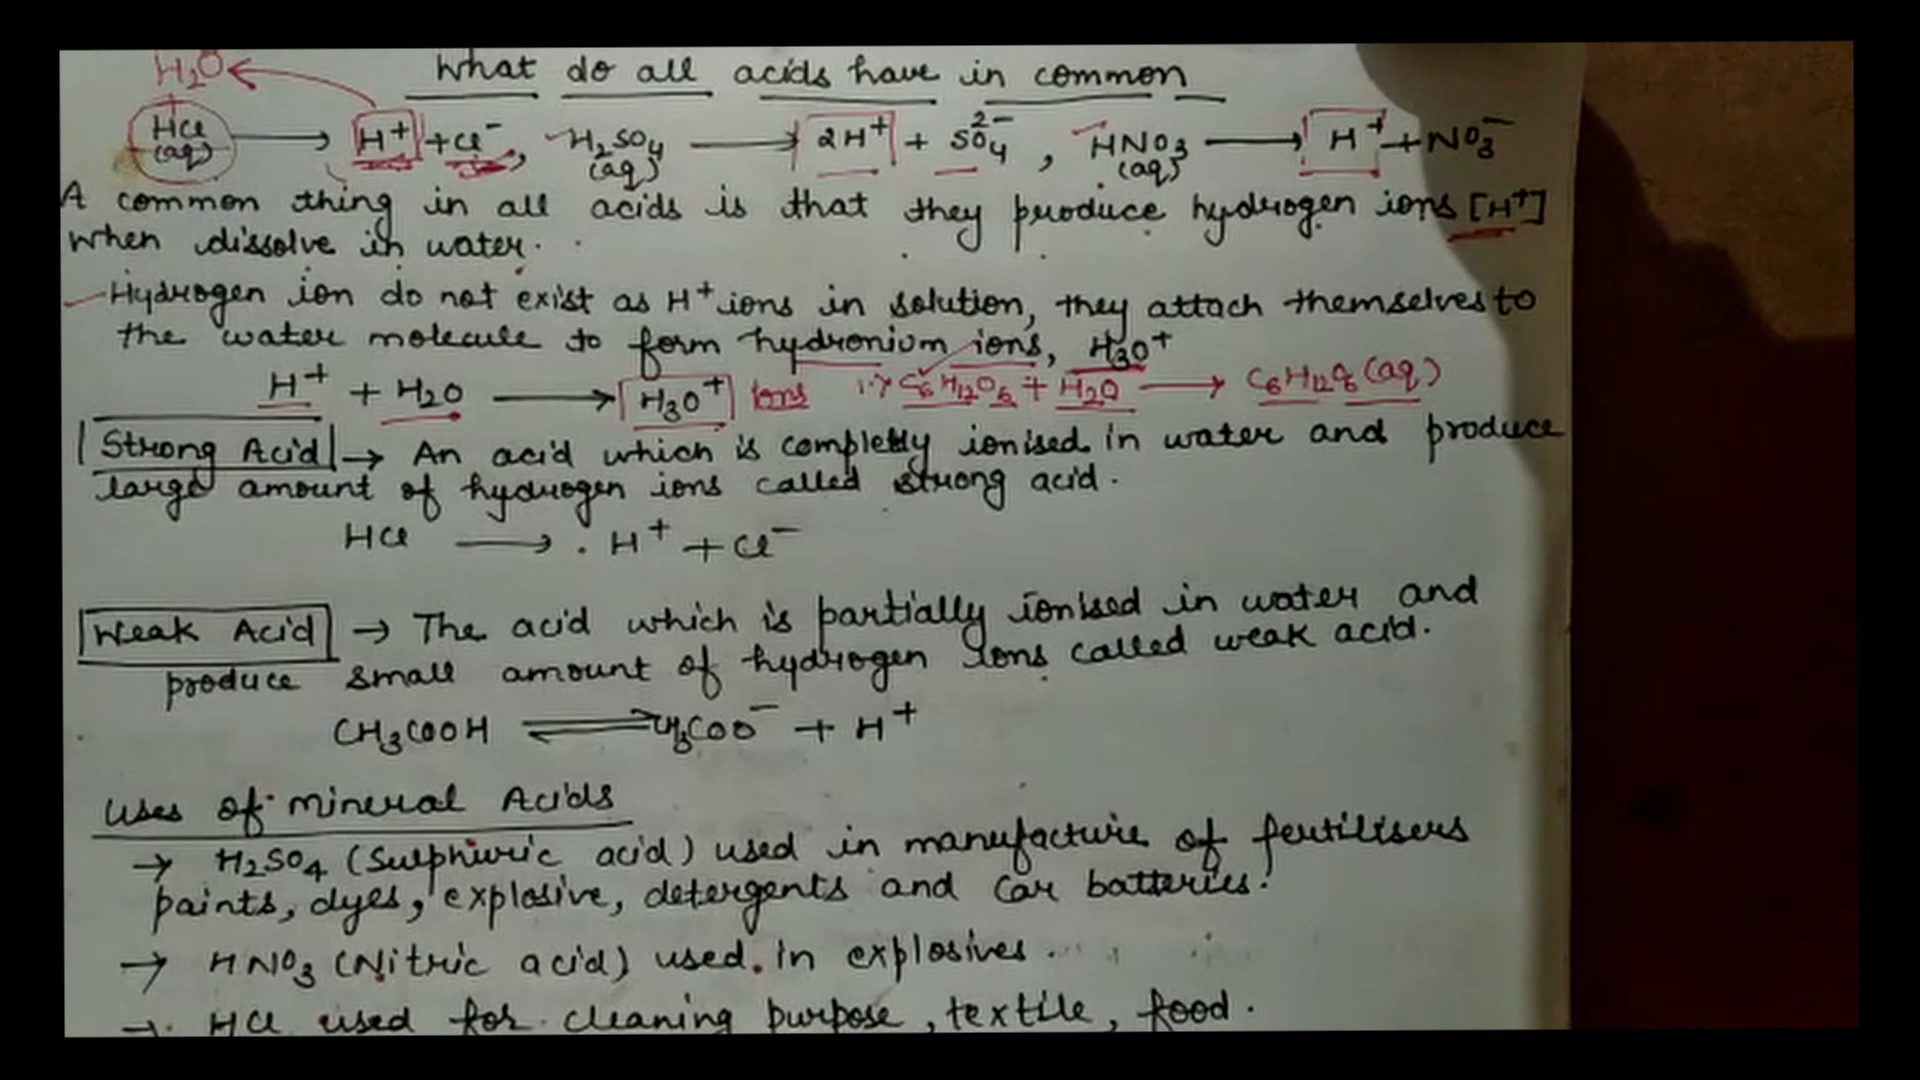 What do all acids have in common
H₂O
+
HCl (aq) ⟶ H⁺ + Cl⁻, H₂SO₄ (aq) ⟶ 2H⁺ + SO₄²⁻, HNO₃ (aq) ⟶ H⁺ + NO₃⁻
A common thing in all acids is that they produce hydrogen ions [H⁺]
when dissolve in water.
Hydrogen ion do not exist as H⁺ ions in solution, they attach themselves to
the water molecule to form hydronium ions, H₃O⁺
H⁺ + H₂O ⟶ H₃O⁺ ions C₆H₁₂O₆ + H₂O ⟶ C₆H₁₂O₆(aq)
Strong Acid → An acid which is completly ionised in water and produce
large amount of hydrogen ions called strong acid.
HCl ⟶ H⁺ + Cl⁻
Weak Acid → The acid which is partially ionised in water and
produce small amount of hydrogen ions called weak acid.
CH₃COOH ⇌ CH₃COO⁻ + H⁺
Uses of mineral Acids
→ H₂SO₄ (Sulphuric acid) used in manufacture of fertilisers
paints, dyes, explosive, detergents and car batteries.
→ HNO₃ (Nitric acid) used in explosives.
→ HCl used for cleaning purpose, textile, food.